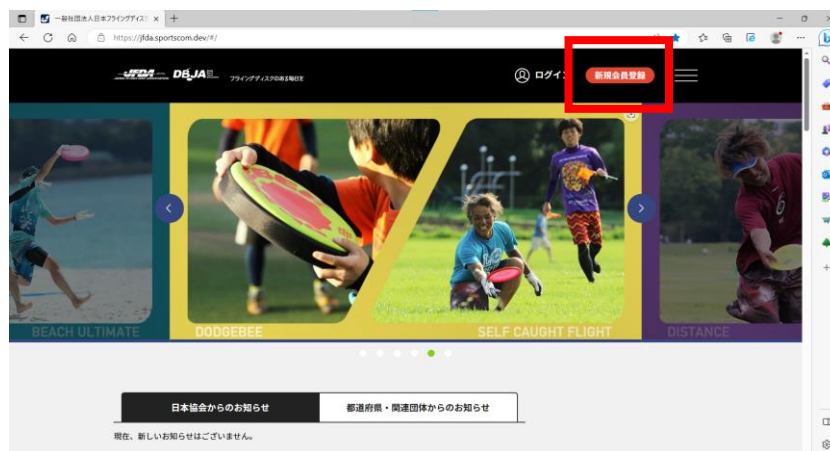 一般社団法人日本フライングディス
https://jfda.sportscom.dev/#/
JFDA
DBJA
フライングディスクのある毎日を
ログイン
新規会員登録
BEACH ULTIMATE
DODGEBEE
SELF CAUGHT FLIGHT
DISTANCE
日本協会からのお知らせ
都道府県・関連団体からのお知らせ
現在、新しいお知らせはございません。